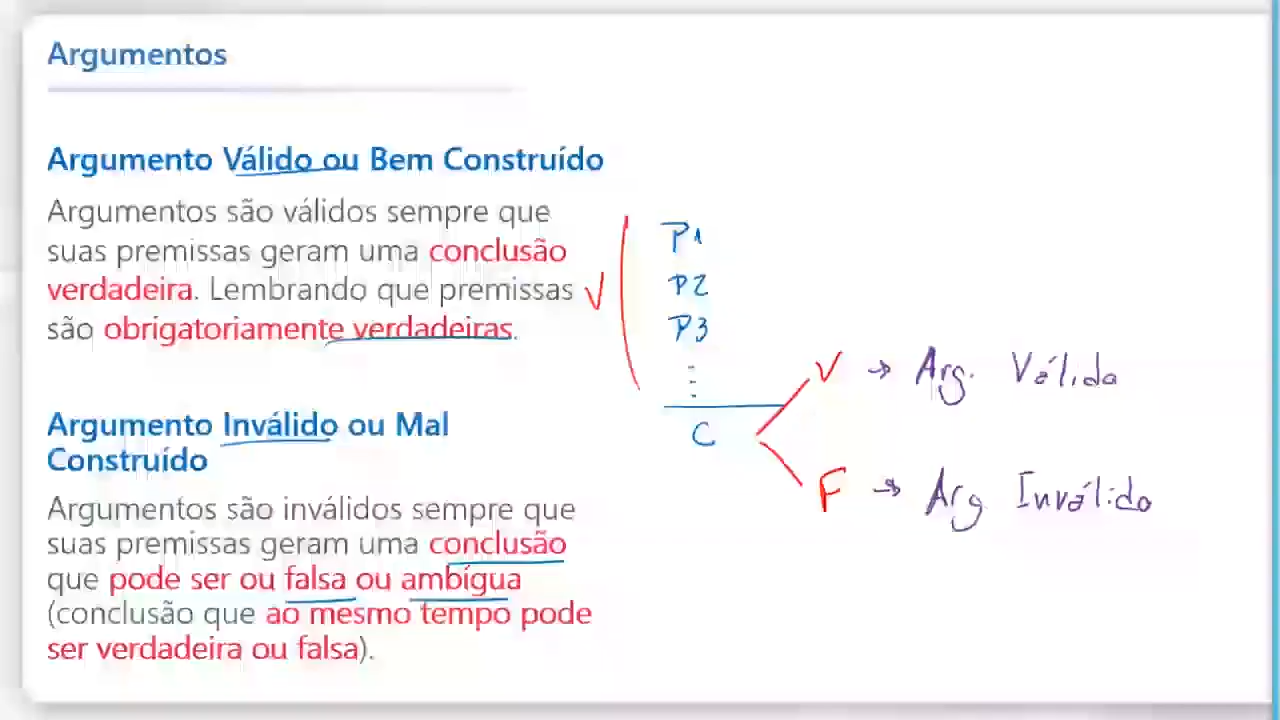 Argumentos
Argumento Válido ou Bem Construído
Argumentos são válidos sempre que
suas premissas geram uma conclusão
verdadeira. Lembrando que premissas
são obrigatoriamente verdadeiras.
Argumento Inválido ou Mal
Construído
Argumentos são inválidos sempre que
suas premissas geram uma conclusão
que pode ser ou falsa ou ambígua
(conclusão que ao mesmo tempo pode
ser verdadeira ou falsa).
V
P1
P2
P3
⋮
C
V → Arg. Válido
F → Arg Inválido